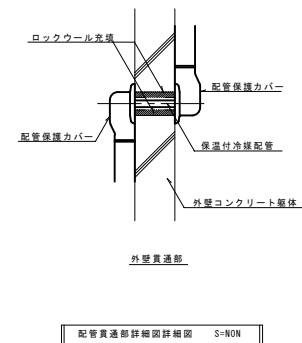 ロックウール充填
配管保護カバー
配管保護カバー
保温付冷媒配管
外壁コンクリート躯体
外壁貫通部
配管貫通部詳細図詳細図 S=NON